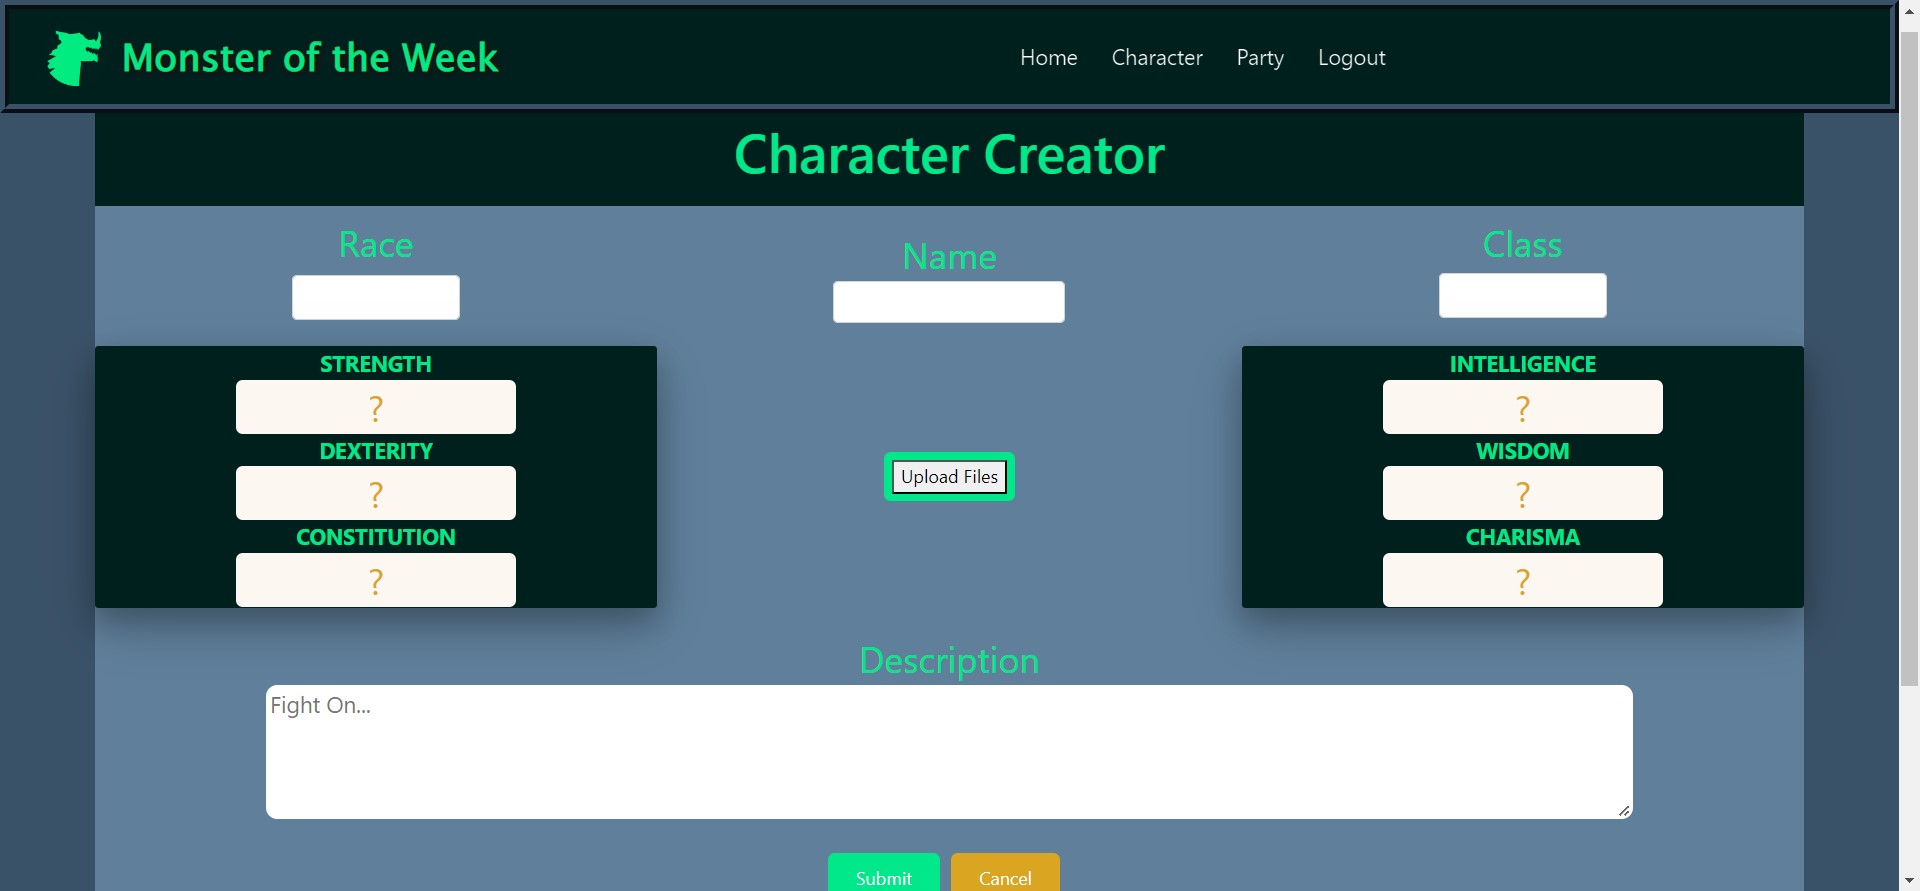 Monster of the Week
Home Character Party Logout
Character Creator
Race
Name
Class
STRENGTH
?
DEXTERITY
?
CONSTITUTION
?
Upload Files
INTELLIGENCE
?
WISDOM
?
CHARISMA
?
Description
Fight On...
Submit Cancel